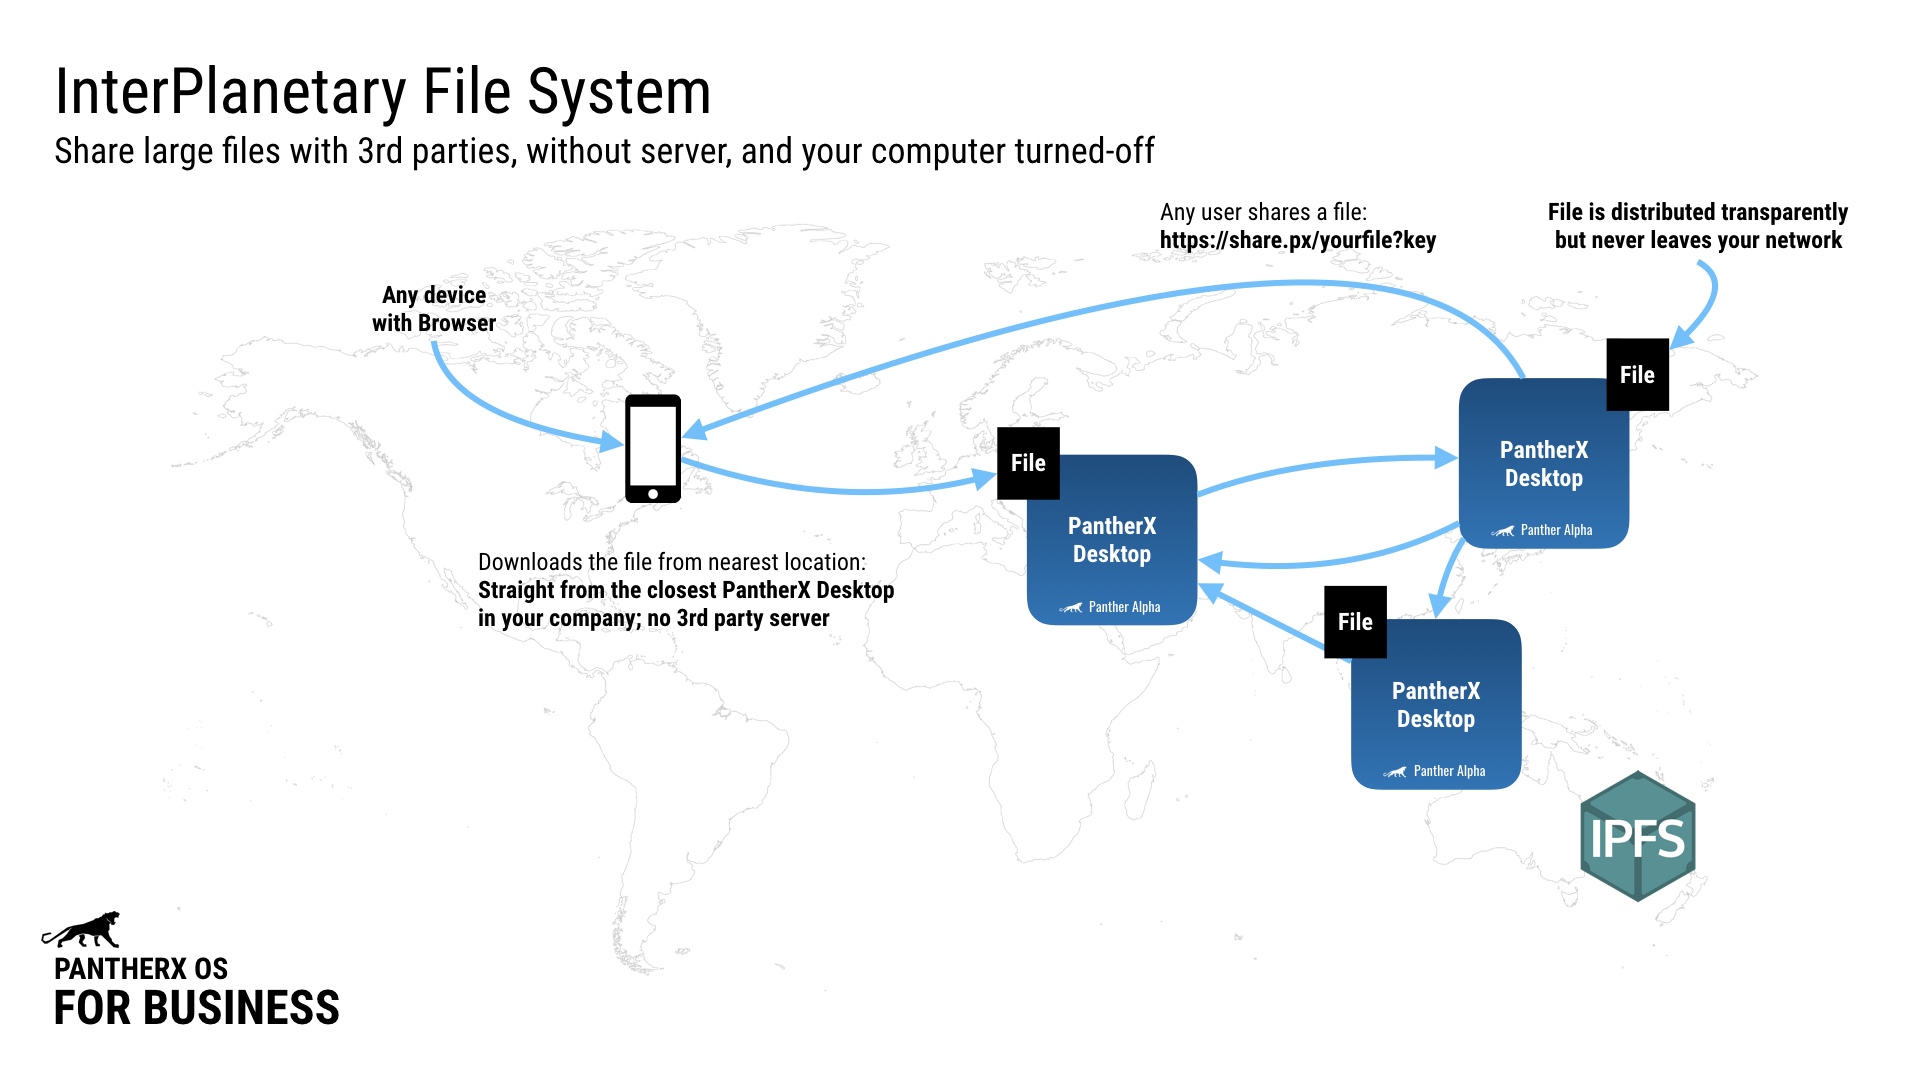 InterPlanetary File System
Share large files with 3rd parties, without server, and your computer turned-off
Any user shares a file:
https://share.px/yourfile?key
File is distributed transparently
but never leaves your network
Any device
with Browser
File
PantherX
Desktop
Panther Alpha
File
PantherX
Desktop
Panther Alpha
Downloads the file from nearest location:
Straight from the closest PantherX Desktop
in your company; no 3rd party server
File
PantherX
Desktop
Panther Alpha
IPFS
PANTHERX OS
FOR BUSINESS